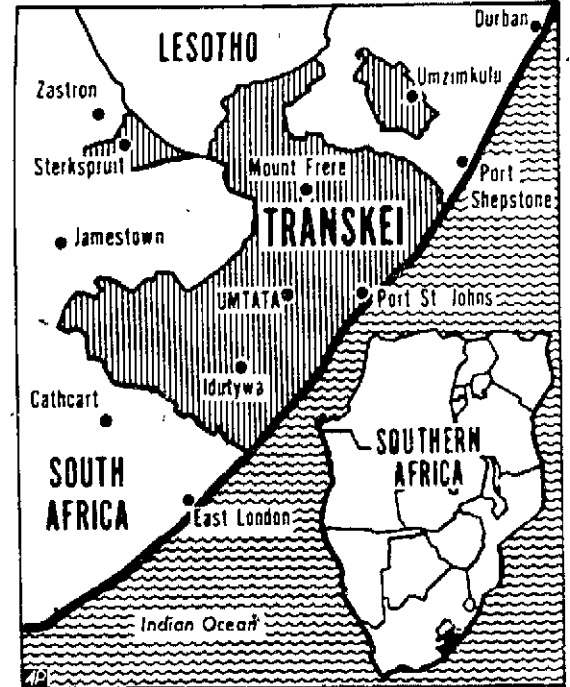 Durban
LESOTHO
Zastron
Umzimkulu
Sterkspruit
Mount Frere
Port
Shepstone
TRANSKEI
Jamestown
UMTATA
Port St Johns
Idutywa
Cathcart
SOUTHERN
AFRICA
SOUTH
AFRICA
East London
Indian Ocean
AP